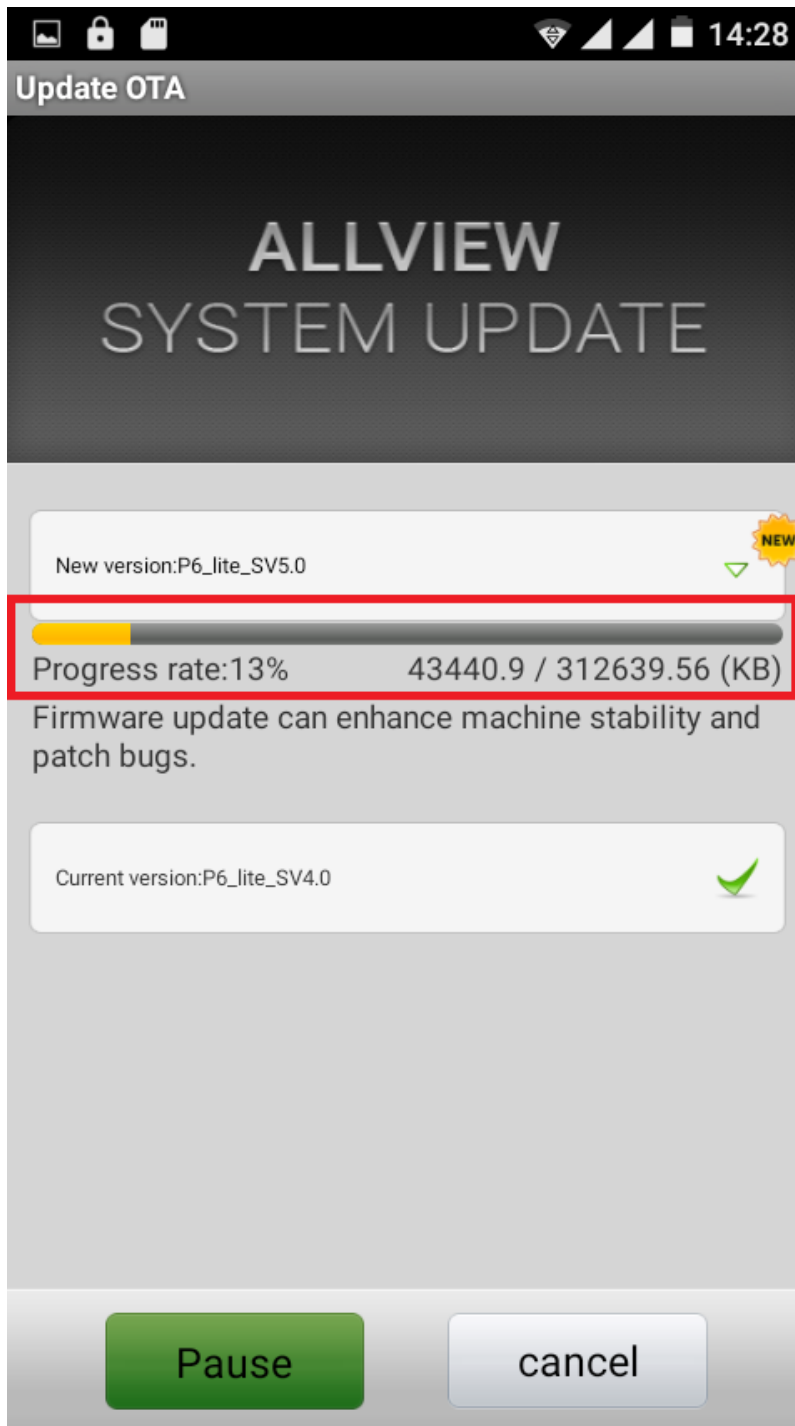 14:28
Update OTA
ALLVIEW
SYSTEM UPDATE
NEW
New version:P6_lite_SV5.0
Progress rate:13% 43440.9 / 312639.56 (KB)
Firmware update can enhance machine stability and
patch bugs.
Current version:P6_lite_SV4.0
Pause cancel